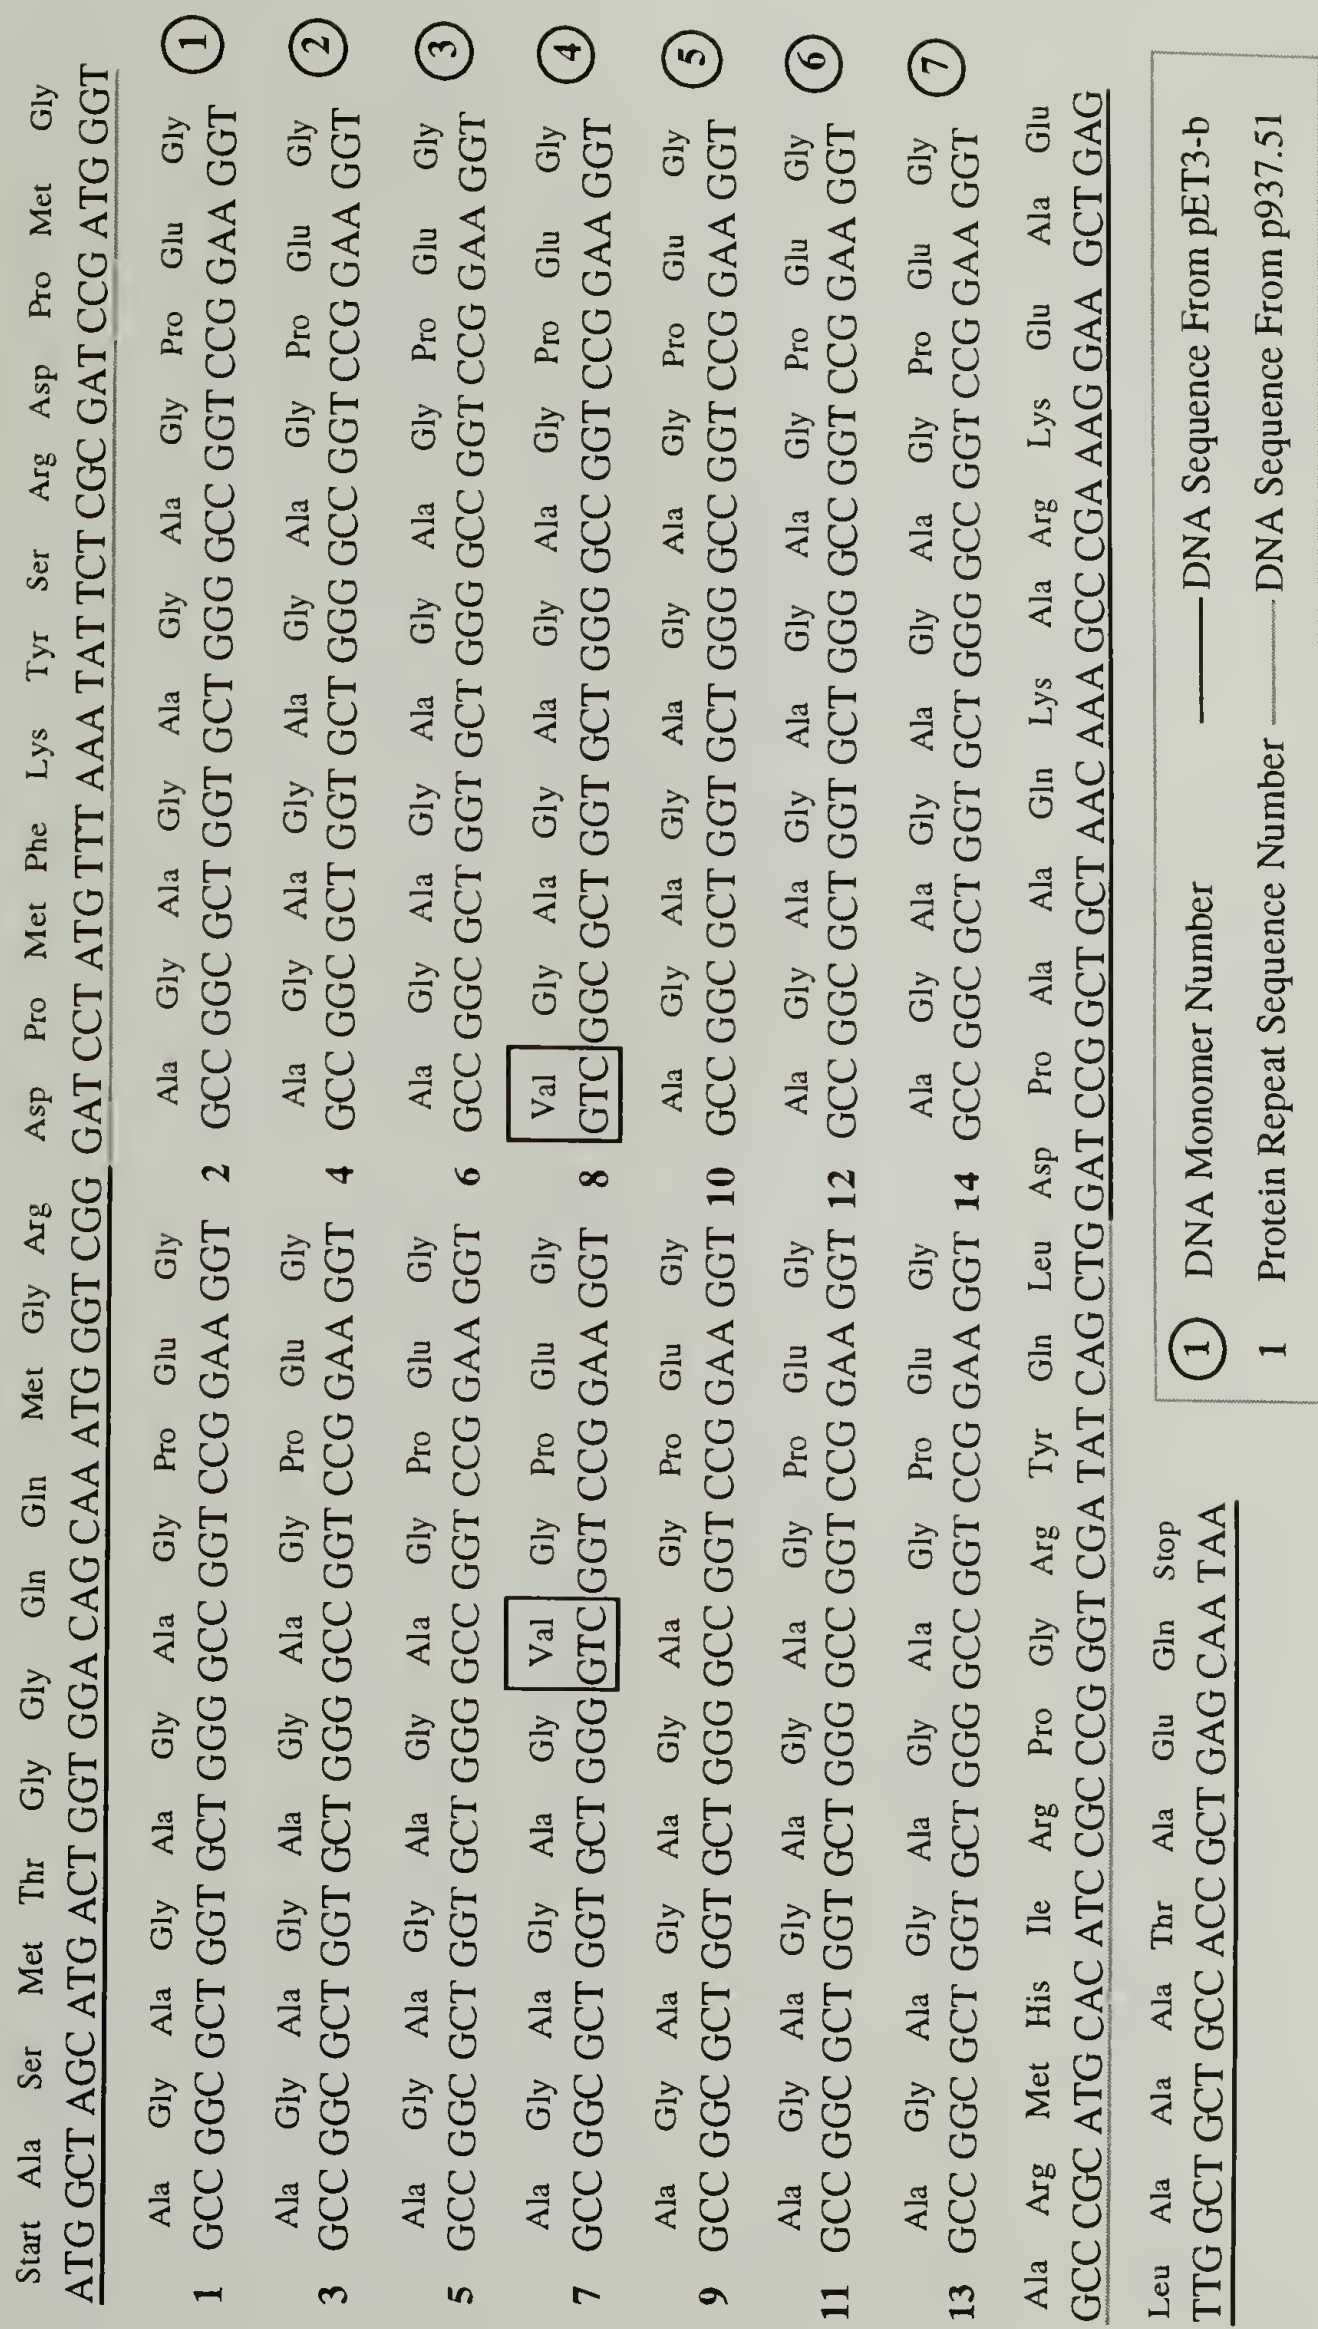 Start Ala Ser Met Thr Gly Gly Gln Gln Met Gly Arg Asp Pro Met Phe Lys Tyr Ser Arg Asp Pro Met Gly
ATG GCT AGC ATG ACT GGT GGA CAG CAA ATG GGT CGG GAT CCT ATG TTT AAA TAT TCT CGC GAT CCG ATG GGT
Ala Gly Ala Gly Ala Gly Ala Gly Pro Glu Gly Ala Gly Ala Gly Ala Gly Ala Gly Pro Glu Gly 1
1 GCC GGC GCT GGT GCT GGG GCC GGT CCG GAA GGT 2 GCC GGC GCT GGT GCT GGG GCC GGT CCG GAA GGT
Ala Gly Ala Gly Ala Gly Ala Gly Pro Glu Gly Ala Gly Ala Gly Ala Gly Ala Gly Pro Glu Gly 2
3 GCC GGC GCT GGT GCT GGG GCC GGT CCG GAA GGT 4 GCC GGC GCT GGT GCT GGG GCC GGT CCG GAA GGT
Ala Gly Ala Gly Ala Gly Ala Gly Pro Glu Gly Ala Gly Ala Gly Ala Gly Ala Gly Pro Glu Gly 3
5 GCC GGC GCT GGT GCT GGG GCC GGT CCG GAA GGT 6 GCC GGC GCT GGT GCT GGG GCC GGT CCG GAA GGT
Ala Gly Ala Gly Ala Gly Val Gly Pro Glu Gly Val Gly Ala Gly Ala Gly Ala Gly Pro Glu Gly 4
7 GCC GGC GCT GGT GCT GGG GTC GGT CCG GAA GGT 8 GTC GGC GCT GGT GCT GGG GCC GGT CCG GAA GGT
Ala Gly Ala Gly Ala Gly Ala Gly Pro Glu Gly Ala Gly Ala Gly Ala Gly Ala Gly Pro Glu Gly 5
9 GCC GGC GCT GGT GCT GGG GCC GGT CCG GAA GGT 10 GCC GGC GCT GGT GCT GGG GCC GGT CCG GAA GGT
Ala Gly Ala Gly Ala Gly Ala Gly Pro Glu Gly Ala Gly Ala Gly Ala Gly Ala Gly Pro Glu Gly 6
11 GCC GGC GCT GGT GCT GGG GCC GGT CCG GAA GGT 12 GCC GGC GCT GGT GCT GGG GCC GGT CCG GAA GGT
Ala Gly Ala Gly Ala Gly Ala Gly Pro Glu Gly Ala Gly Ala Gly Ala Gly Ala Gly Pro Glu Gly 7
13 GCC GGC GCT GGT GCT GGG GCC GGT CCG GAA GGT 14 GCC GGC GCT GGT GCT GGG GCC GGT CCG GAA GGT
Ala Arg Met His Ile Arg Pro Gly Arg Tyr Gln Leu Asp Pro Ala Ala Gln Lys Ala Arg Lys Glu Ala Glu
GCC CGC ATG CAC ATC CGC CCG GGT CGA TAT CAG CTG GAT CCG GCT GCT AAC AAA GCC CGA AAG GAA GCT GAG
Leu Ala Ala Ala Thr Ala Glu Gln Stop
TTG GCT GCT GCC ACC GCT GAG CAA TAA
1 DNA Monomer Number DNA Sequence From pET3-b
1 Protein Repeat Sequence Number DNA Sequence From p937.51